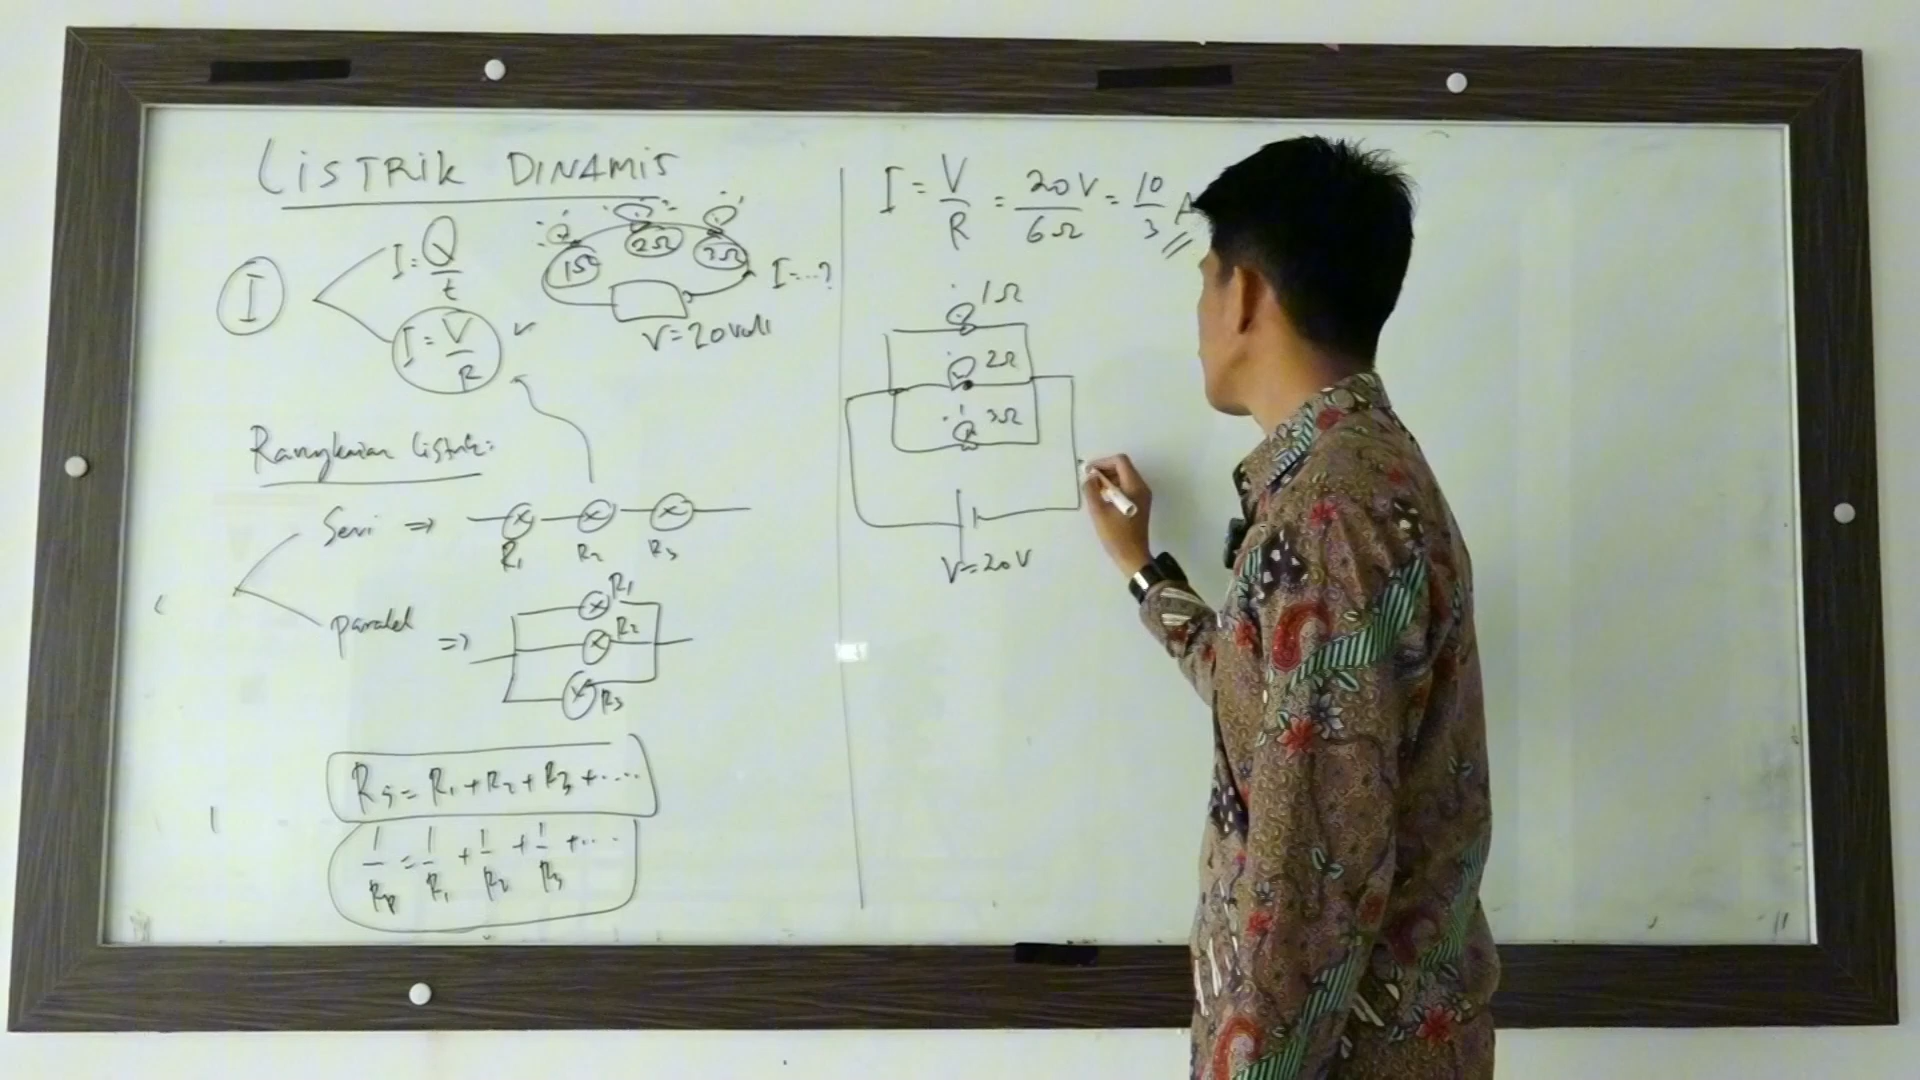 LISTRIK DINAMIS
I
I = Q/t
I = V/R
1Ω
2Ω
3Ω
I = ...?
V = 20 volt
Rangkaian Listrik:
Seri ⇒
R₁ R₂ R₃
paralel ⇒
R₁
R₂
R₃
Rs = R₁ + R₂ + R₃ + ....
1/Rp = 1/R₁ + 1/R₂ + 1/R₃ + ....
I = V/R = 20V/6Ω = 10/3 A
1Ω
2Ω
3Ω
V = 20V